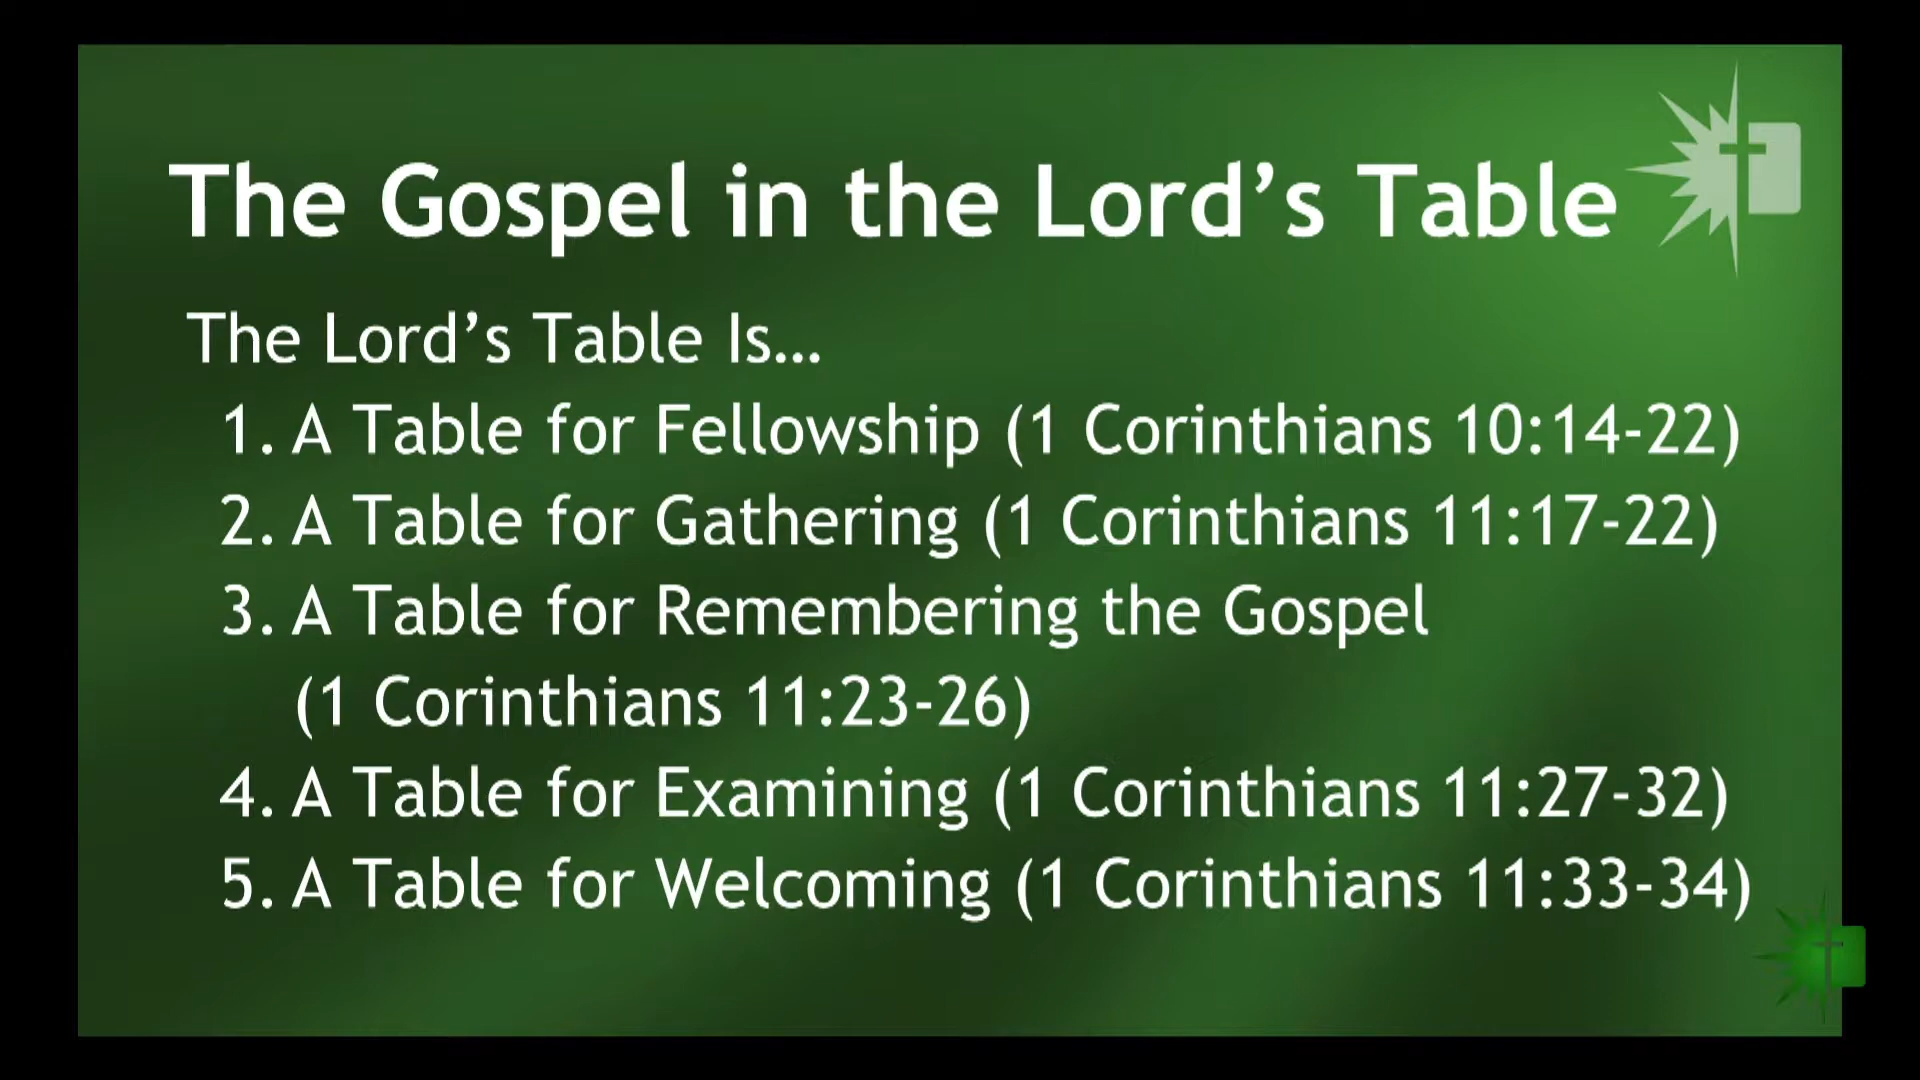 The Gospel in the Lord’s Table
The Lord’s Table Is…
1. A Table for Fellowship (1 Corinthians 10:14-22)
2. A Table for Gathering (1 Corinthians 11:17-22)
3. A Table for Remembering the Gospel
(1 Corinthians 11:23-26)
4. A Table for Examining (1 Corinthians 11:27-32)
5. A Table for Welcoming (1 Corinthians 11:33-34)